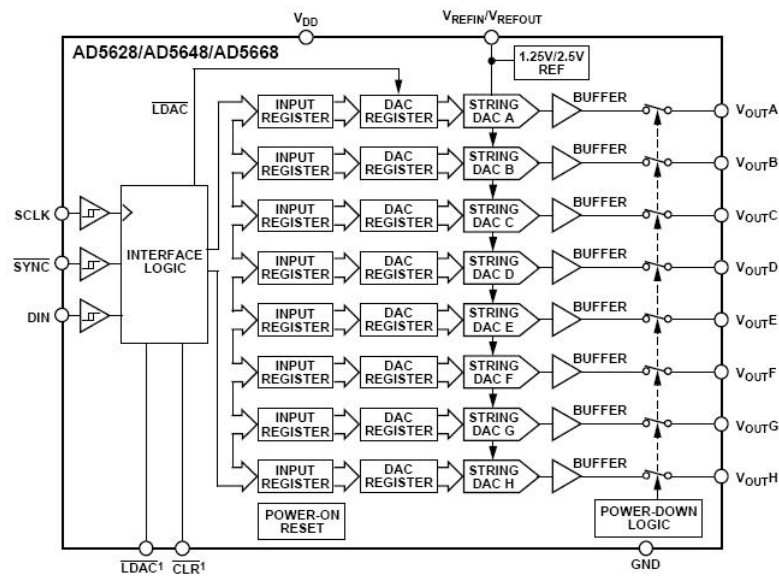 V_DD
V_REFIN/V_REFOUT
AD5628/AD5648/AD5668
1.25V/2.5V
REF
LDAC
INPUT
REGISTER
DAC
REGISTER
STRING
DAC A
BUFFER
V_OUTA
INPUT
REGISTER
DAC
REGISTER
STRING
DAC B
BUFFER
V_OUTB
SCLK
INPUT
REGISTER
DAC
REGISTER
STRING
DAC C
BUFFER
V_OUTC
SYNC
INTERFACE
LOGIC
INPUT
REGISTER
DAC
REGISTER
STRING
DAC D
BUFFER
V_OUTD
DIN
INPUT
REGISTER
DAC
REGISTER
STRING
DAC E
BUFFER
V_OUTE
INPUT
REGISTER
DAC
REGISTER
STRING
DAC F
BUFFER
V_OUTF
INPUT
REGISTER
DAC
REGISTER
STRING
DAC G
BUFFER
V_OUTG
INPUT
REGISTER
DAC
REGISTER
STRING
DAC H
BUFFER
V_OUTH
POWER-ON
RESET
POWER-DOWN
LOGIC
LDAC¹
CLR¹
GND